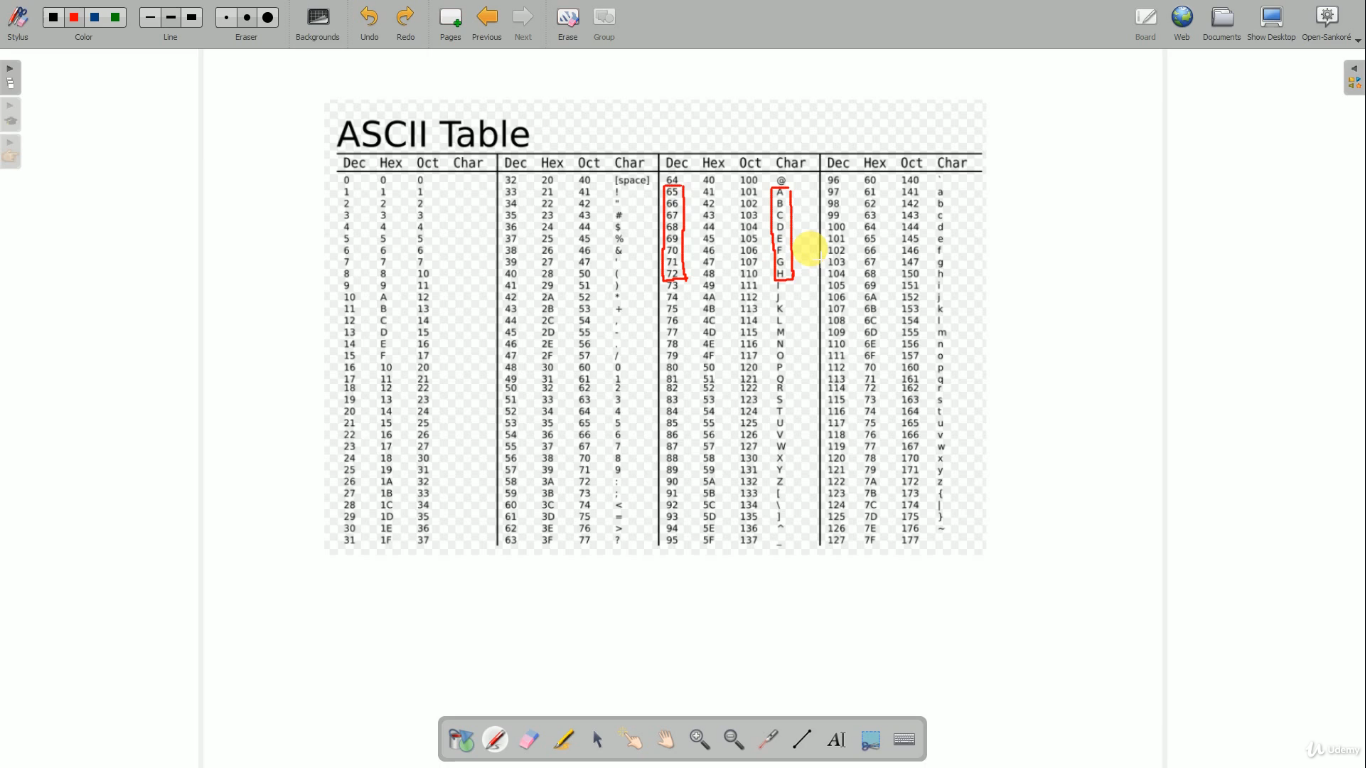 Stylus Color Line Eraser Backgrounds Undo Redo Pages Previous Next Erase Group Board Web Documents Show Desktop Open-Sankoré
ASCII Table
Dec Hex Oct Char Dec Hex Oct Char Dec Hex Oct Char Dec Hex Oct Char
0 0 0 32 20 40 [space] 64 40 100 @ 96 60 140 `
1 1 1 33 21 41 ! 65 41 101 A 97 61 141 a
2 2 2 34 22 42 " 66 42 102 B 98 62 142 b
3 3 3 35 23 43 # 67 43 103 C 99 63 143 c
4 4 4 36 24 44 $ 68 44 104 D 100 64 144 d
5 5 5 37 25 45 % 69 45 105 E 101 65 145 e
6 6 6 38 26 46 & 70 46 106 F 102 66 146 f
7 7 7 39 27 47 ' 71 47 107 G 103 67 147 g
8 8 10 40 28 50 ( 72 48 110 H 104 68 150 h
9 9 11 41 29 51 ) 73 49 111 I 105 69 151 i
10 A 12 42 2A 52 * 74 4A 112 J 106 6A 152 j
11 B 13 43 2B 53 + 75 4B 113 K 107 6B 153 k
12 C 14 44 2C 54 , 76 4C 114 L 108 6C 154 l
13 D 15 45 2D 55 - 77 4D 115 M 109 6D 155 m
14 E 16 46 2E 56 . 78 4E 116 N 110 6E 156 n
15 F 17 47 2F 57 / 79 4F 117 O 111 6F 157 o
16 10 20 48 30 60 0 80 50 120 P 112 70 160 p
17 11 21 49 31 61 1 81 51 121 Q 113 71 161 q
18 12 22 50 32 62 2 82 52 122 R 114 72 162 r
19 13 23 51 33 63 3 83 53 123 S 115 73 163 s
20 14 24 52 34 64 4 84 54 124 T 116 74 164 t
21 15 25 53 35 65 5 85 55 125 U 117 75 165 u
22 16 26 54 36 66 6 86 56 126 V 118 76 166 v
23 17 27 55 37 67 7 87 57 127 W 119 77 167 w
24 18 30 56 38 70 8 88 58 130 X 120 78 170 x
25 19 31 57 39 71 9 89 59 131 Y 121 79 171 y
26 1A 32 58 3A 72 : 90 5A 132 Z 122 7A 172 z
27 1B 33 59 3B 73 ; 91 5B 133 [ 123 7B 173 {
28 1C 34 60 3C 74 < 92 5C 134 \ 124 7C 174 |
29 1D 35 61 3D 75 = 93 5D 135 ] 125 7D 175 }
30 1E 36 62 3E 76 > 94 5E 136 ^ 126 7E 176 ~
31 1F 37 63 3F 77 ? 95 5F 137 _ 127 7F 177
AI
Udemy